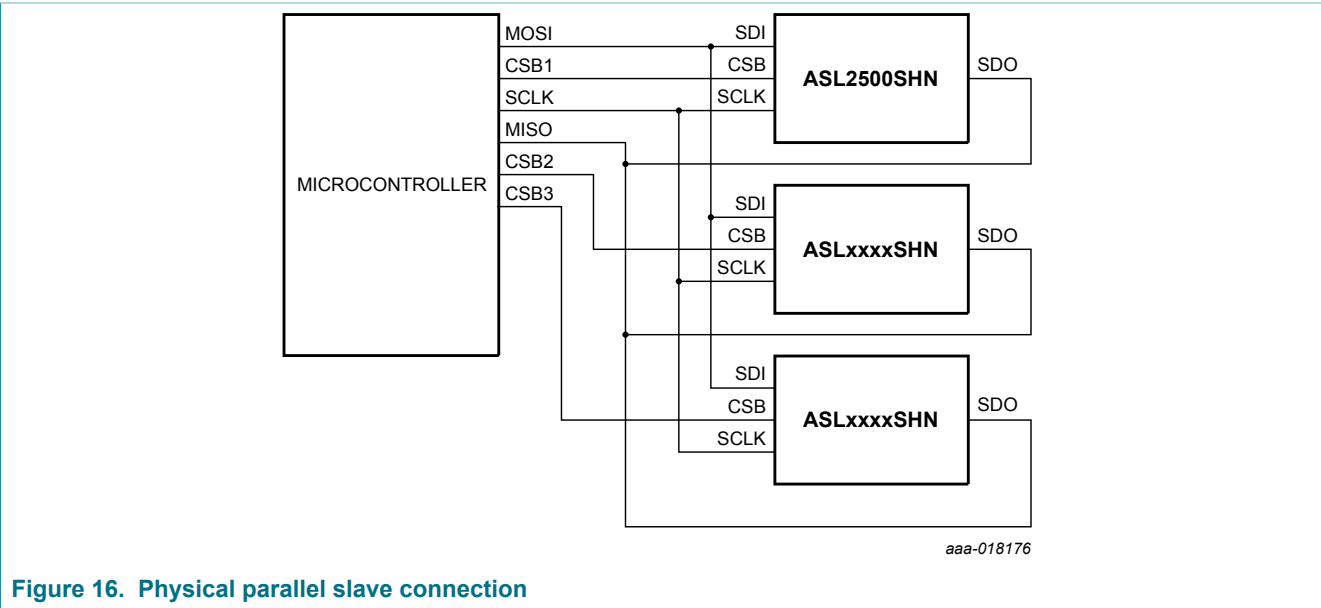 MICROCONTROLLER
MOSI
CSB1
SCLK
MISO
CSB2
CSB3
SDI
CSB
SCLK
ASL2500SHN
SDO
SDI
CSB
SCLK
ASLxxxxSHN
SDO
SDI
CSB
SCLK
ASLxxxxSHN
SDO
aaa-018176
Figure 16. Physical parallel slave connection